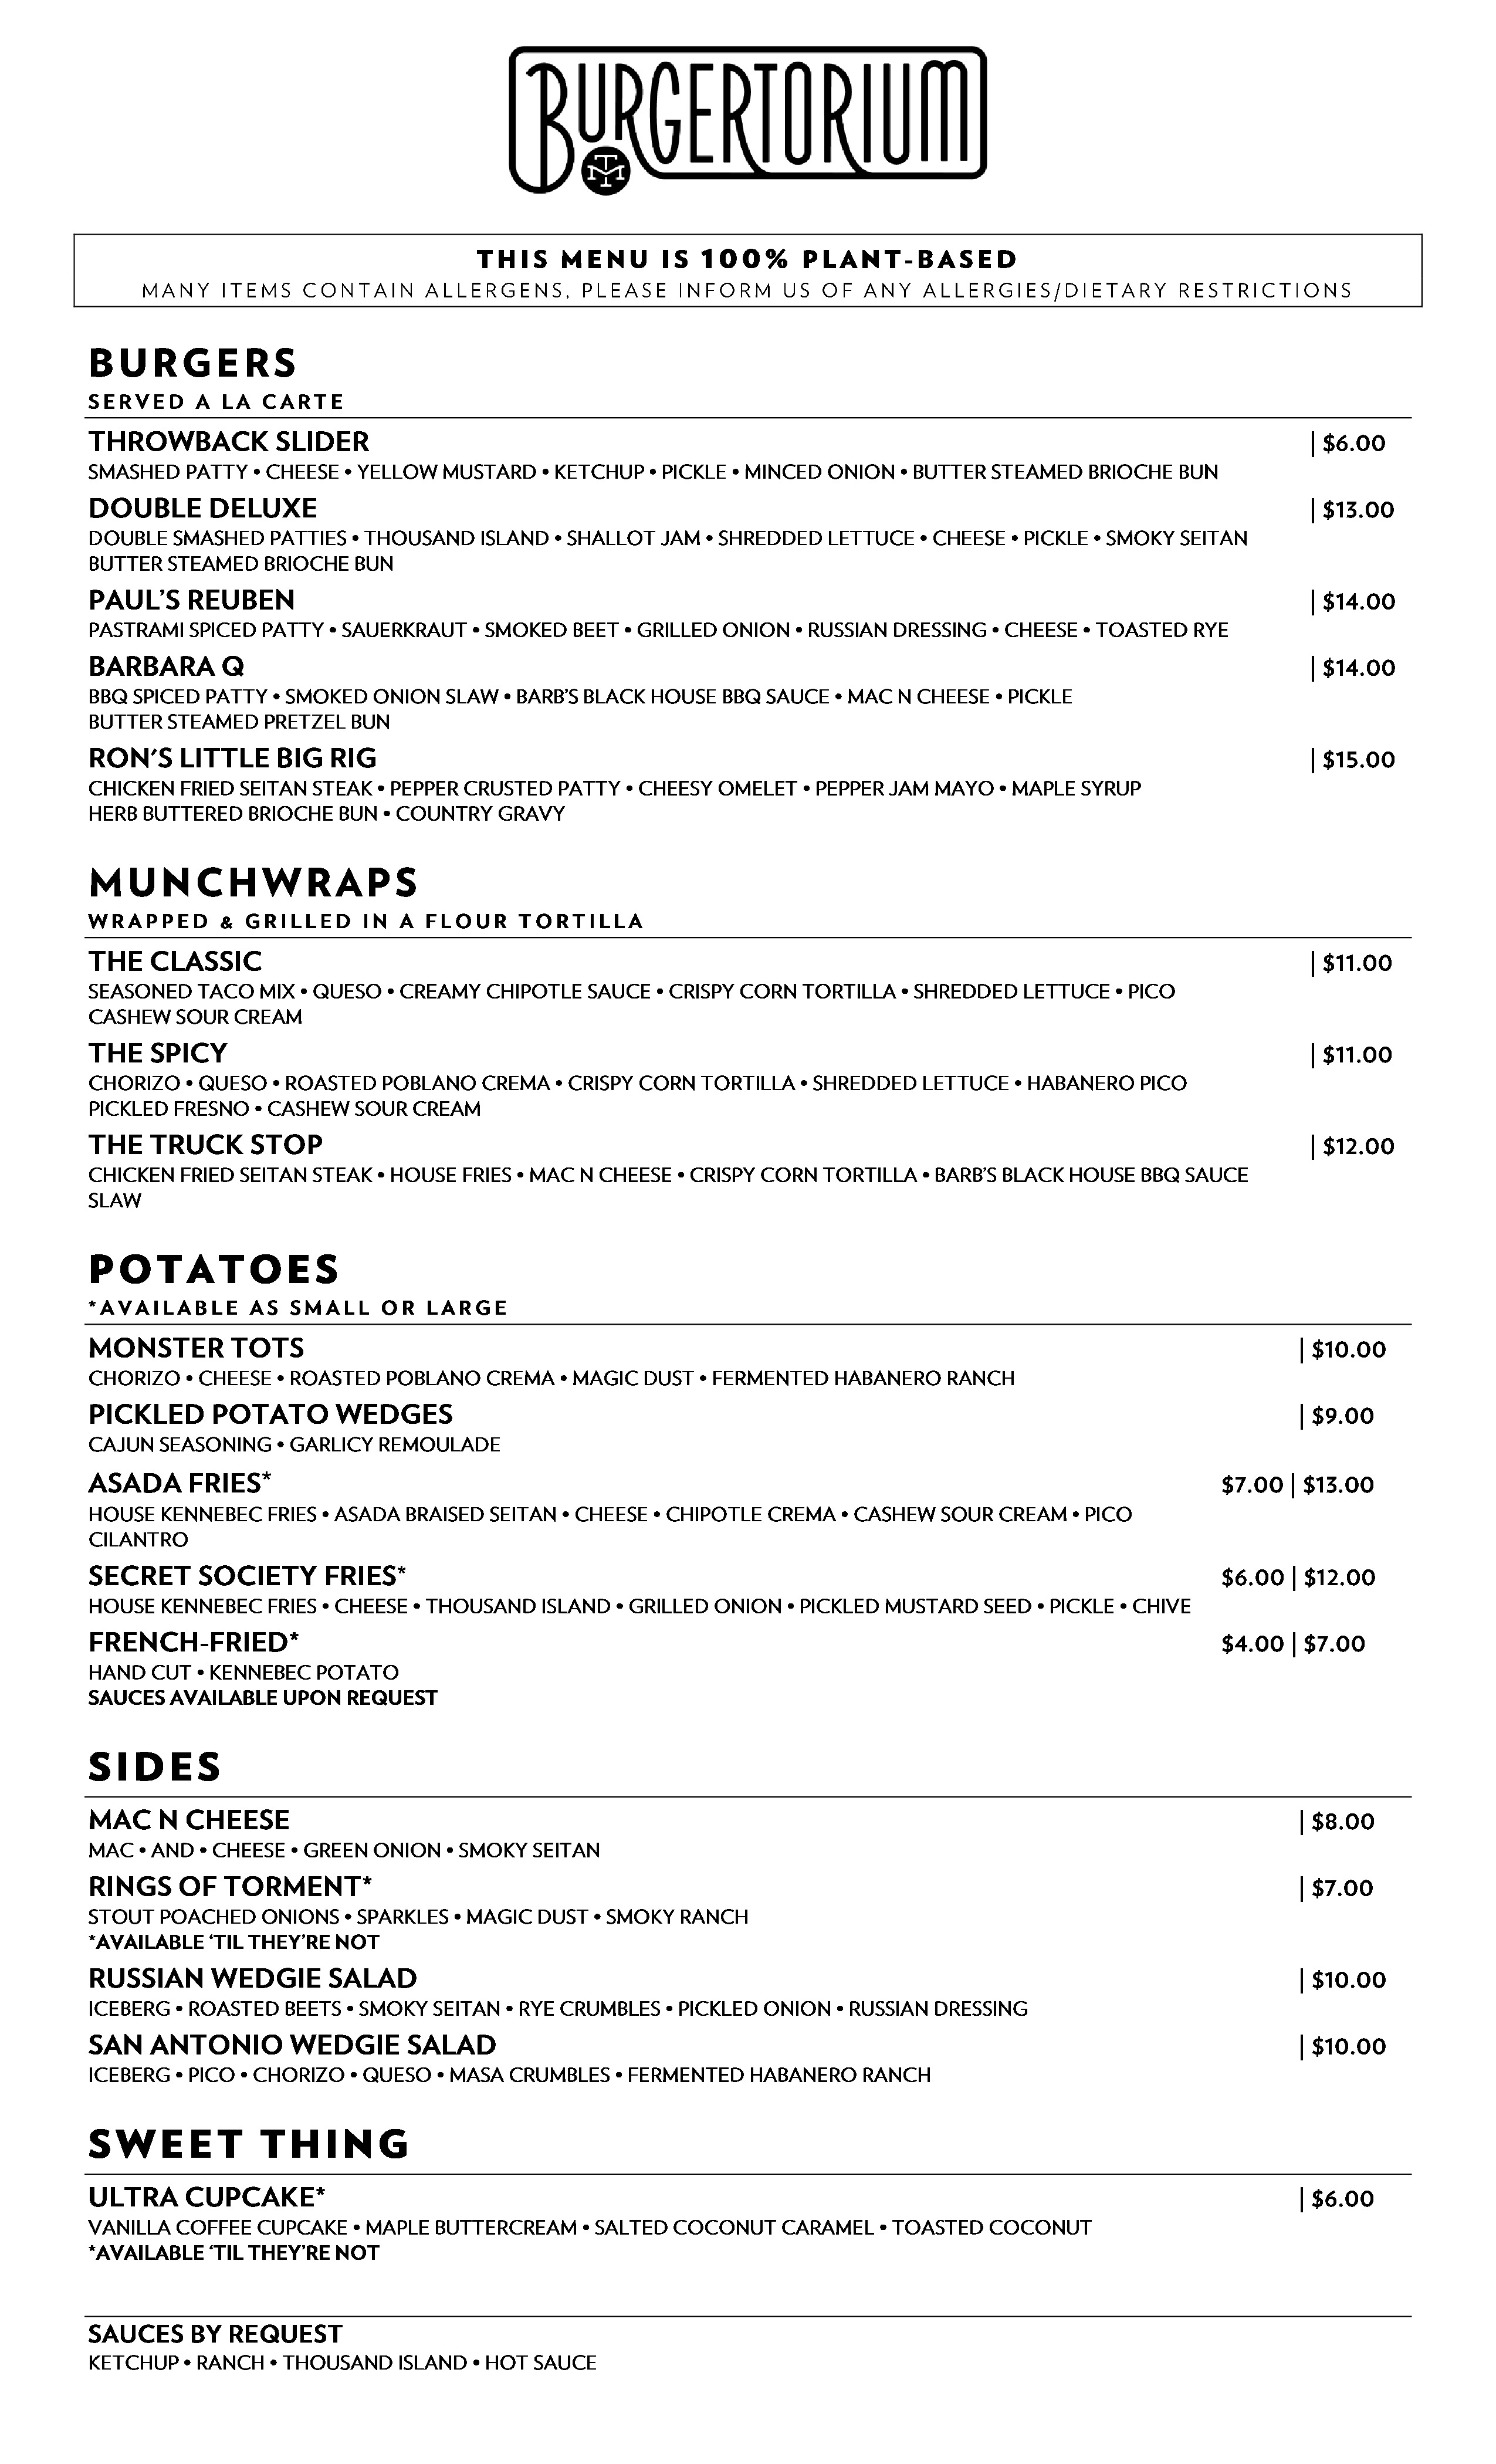 BURGERTORIUM
TMT
THIS MENU IS 100% PLANT-BASED
MANY ITEMS CONTAIN ALLERGENS, PLEASE INFORM US OF ANY ALLERGIES/DIETARY RESTRICTIONS
BURGERS
SERVED A LA CARTE
THROWBACK SLIDER | $6.00
SMASHED PATTY • CHEESE • YELLOW MUSTARD • KETCHUP • PICKLE • MINCED ONION • BUTTER STEAMED BRIOCHE BUN
DOUBLE DELUXE | $13.00
DOUBLE SMASHED PATTIES • THOUSAND ISLAND • SHALLOT JAM • SHREDDED LETTUCE • CHEESE • PICKLE • SMOKY SEITAN
BUTTER STEAMED BRIOCHE BUN
PAUL'S REUBEN | $14.00
PASTRAMI SPICED PATTY • SAUERKRAUT • SMOKED BEET • GRILLED ONION • RUSSIAN DRESSING • CHEESE • TOASTED RYE
BARBARA Q | $14.00
BBQ SPICED PATTY • SMOKED ONION SLAW • BARB'S BLACK HOUSE BBQ SAUCE • MAC N CHEESE • PICKLE
BUTTER STEAMED PRETZEL BUN
RON'S LITTLE BIG RIG | $15.00
CHICKEN FRIED SEITAN STEAK • PEPPER CRUSTED PATTY • CHEESY OMELET • PEPPER JAM MAYO • MAPLE SYRUP
HERB BUTTERED BRIOCHE BUN • COUNTRY GRAVY
MUNCHWRAPS
WRAPPED & GRILLED IN A FLOUR TORTILLA
THE CLASSIC | $11.00
SEASONED TACO MIX • QUESO • CREAMY CHIPOTLE SAUCE • CRISPY CORN TORTILLA • SHREDDED LETTUCE • PICO
CASHEW SOUR CREAM
THE SPICY | $11.00
CHORIZO • QUESO • ROASTED POBLANO CREMA • CRISPY CORN TORTILLA • SHREDDED LETTUCE • HABANERO PICO
PICKLED FRESNO • CASHEW SOUR CREAM
THE TRUCK STOP | $12.00
CHICKEN FRIED SEITAN STEAK • HOUSE FRIES • MAC N CHEESE • CRISPY CORN TORTILLA • BARB'S BLACK HOUSE BBQ SAUCE
SLAW
POTATOES
*AVAILABLE AS SMALL OR LARGE
MONSTER TOTS | $10.00
CHORIZO • CHEESE • ROASTED POBLANO CREMA • MAGIC DUST • FERMENTED HABANERO RANCH
PICKLED POTATO WEDGES | $9.00
CAJUN SEASONING • GARLICY REMOULADE
ASADA FRIES* $7.00 | $13.00
HOUSE KENNEBEC FRIES • ASADA BRAISED SEITAN • CHEESE • CHIPOTLE CREMA • CASHEW SOUR CREAM • PICO
CILANTRO
SECRET SOCIETY FRIES* $6.00 | $12.00
HOUSE KENNEBEC FRIES • CHEESE • THOUSAND ISLAND • GRILLED ONION • PICKLED MUSTARD SEED • PICKLE • CHIVE
FRENCH-FRIED* $4.00 | $7.00
HAND CUT • KENNEBEC POTATO
SAUCES AVAILABLE UPON REQUEST
SIDES
MAC N CHEESE | $8.00
MAC • AND • CHEESE • GREEN ONION • SMOKY SEITAN
RINGS OF TORMENT* | $7.00
STOUT POACHED ONIONS • SPARKLES • MAGIC DUST • SMOKY RANCH
*AVAILABLE 'TIL THEY'RE NOT
RUSSIAN WEDGIE SALAD | $10.00
ICEBERG • ROASTED BEETS • SMOKY SEITAN • RYE CRUMBLES • PICKLED ONION • RUSSIAN DRESSING
SAN ANTONIO WEDGIE SALAD | $10.00
ICEBERG • PICO • CHORIZO • QUESO • MASA CRUMBLES • FERMENTED HABANERO RANCH
SWEET THING
ULTRA CUPCAKE* | $6.00
VANILLA COFFEE CUPCAKE • MAPLE BUTTERCREAM • SALTED COCONUT CARAMEL • TOASTED COCONUT
*AVAILABLE 'TIL THEY'RE NOT
SAUCES BY REQUEST
KETCHUP • RANCH • THOUSAND ISLAND • HOT SAUCE